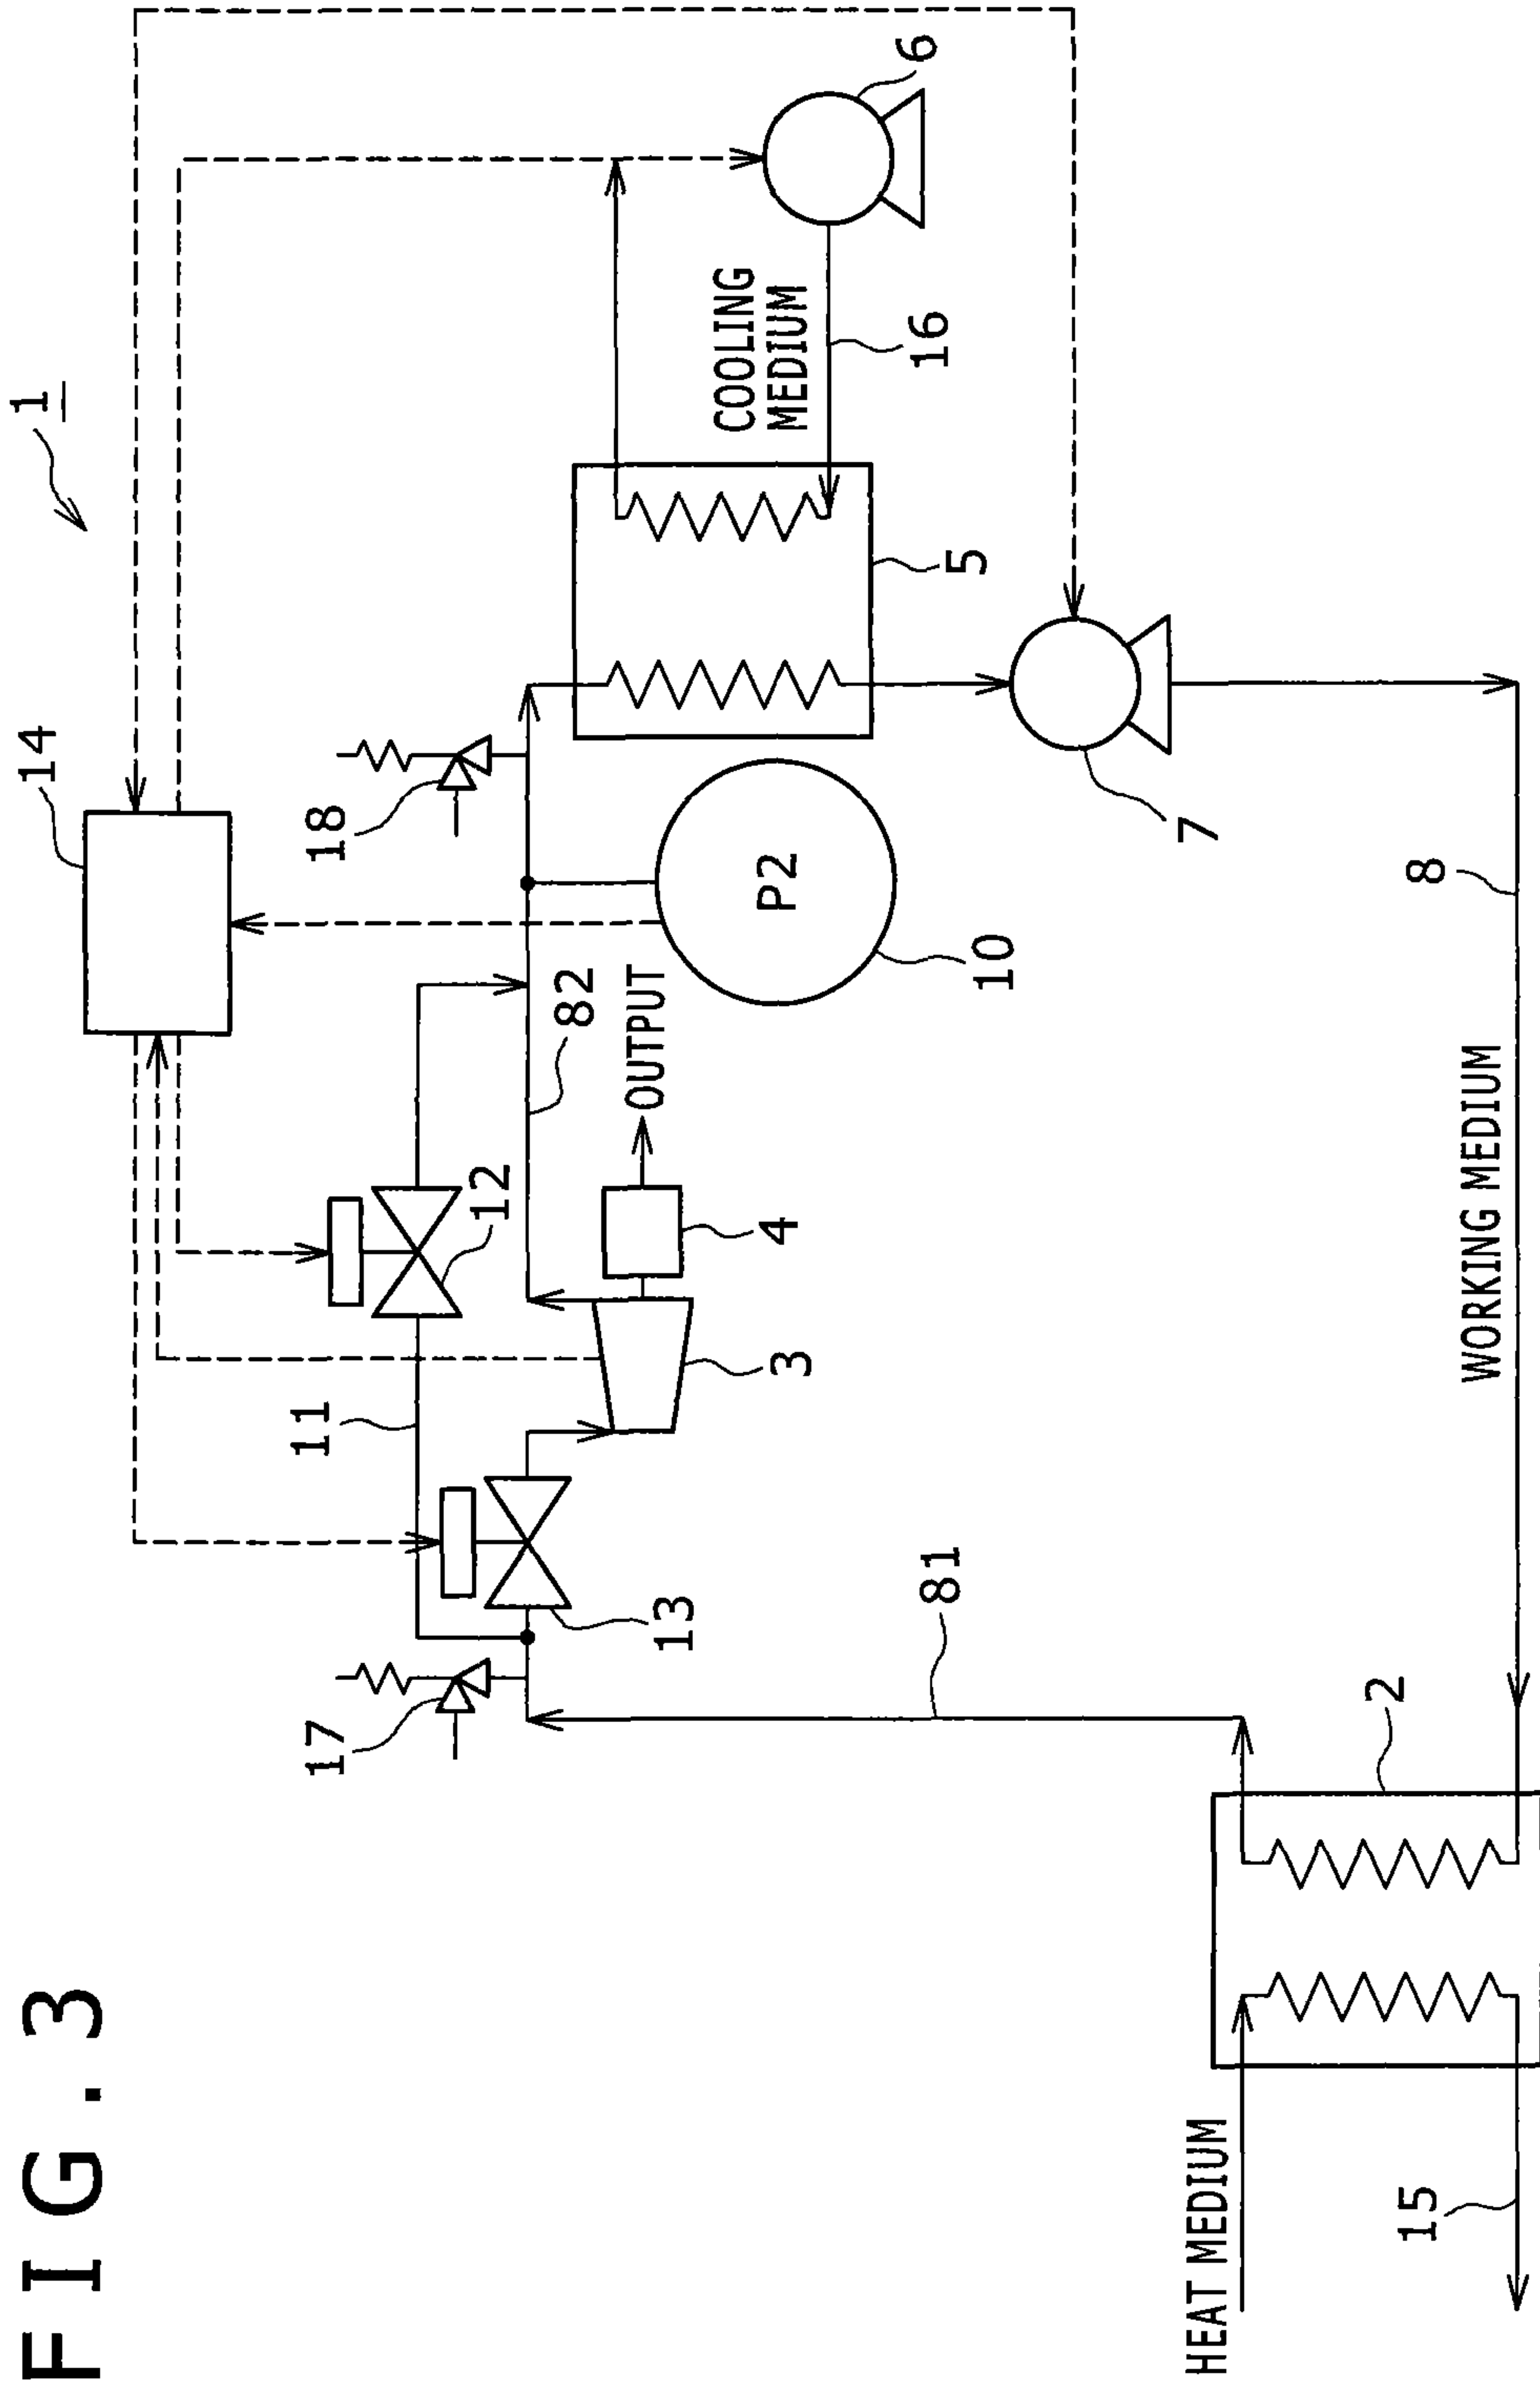 FIG.3
1
14
17
11
18
12
13
82
OUTPUT
4
3
P2
10
COOLING
MEDIUM
16
6
5
81
7
HEAT MEDIUM
15
2
WORKING MEDIUM
8